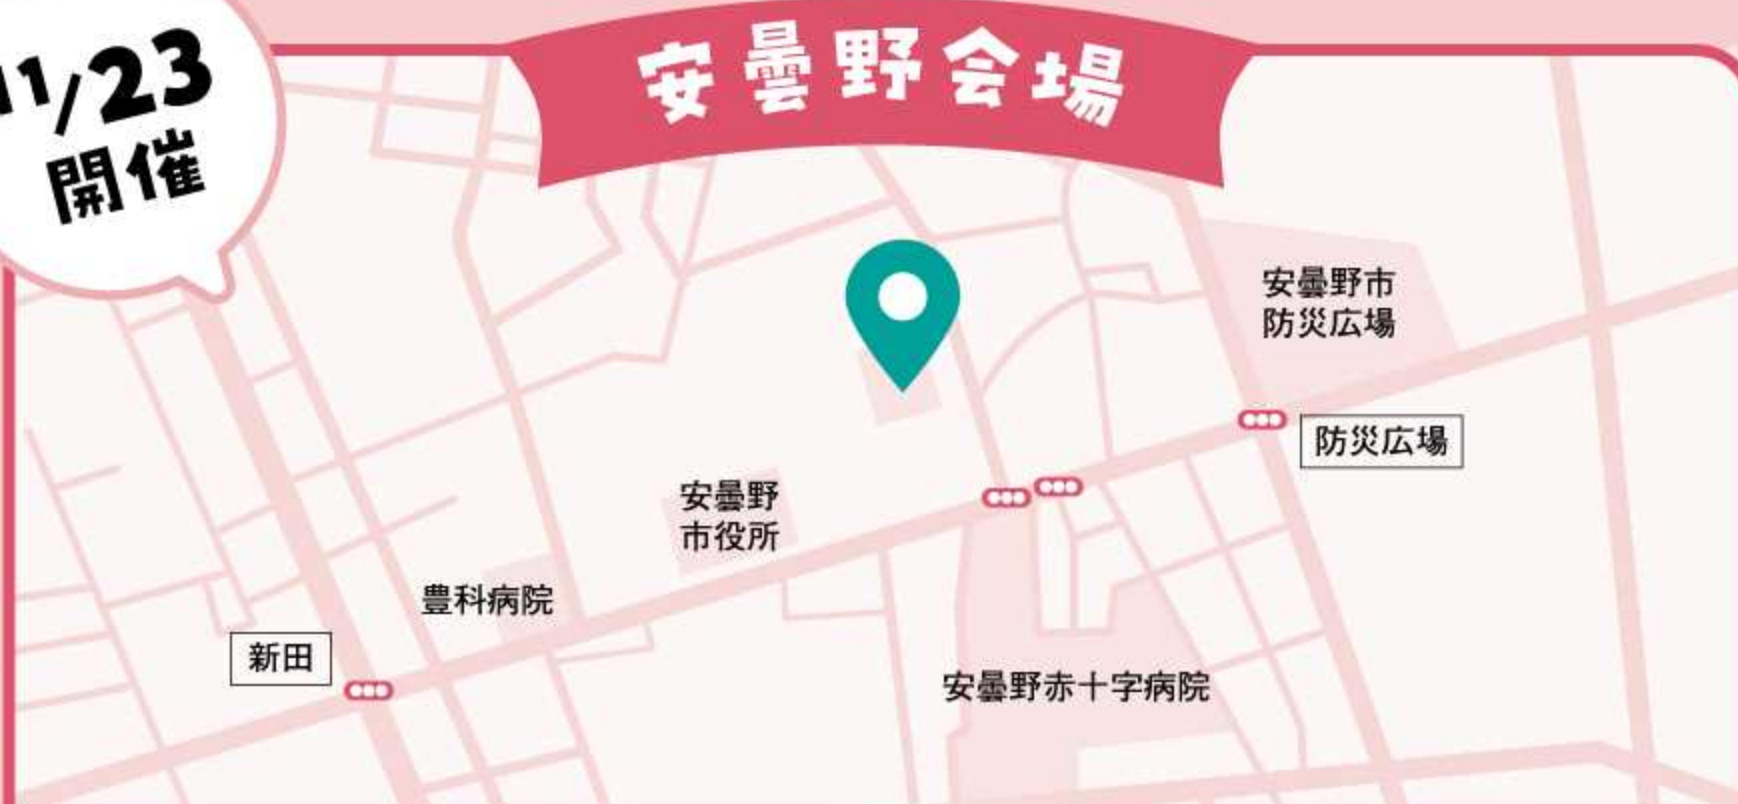 11/23
開催
安曇野会場
安曇野市
防災広場
防災広場
安曇野
市役所
豊科病院
新田
安曇野赤十字病院